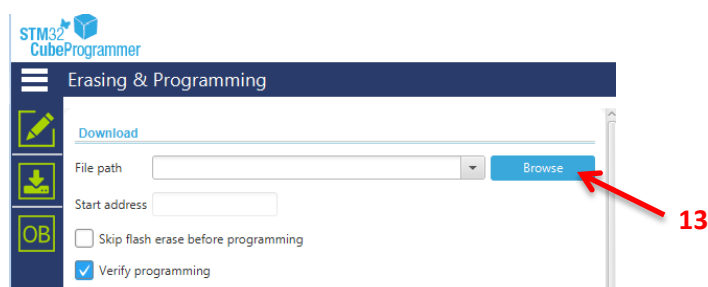 STM32
CubeProgrammer
Erasing & Programming
Download
File path
Browse
Start address
13
OB
Skip flash erase before programming
Verify programming